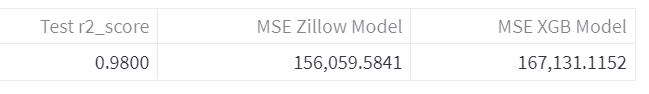 Test r2_score MSE Zillow Model MSE XGB Model
0.9800 156,059.5841 167,131.1152